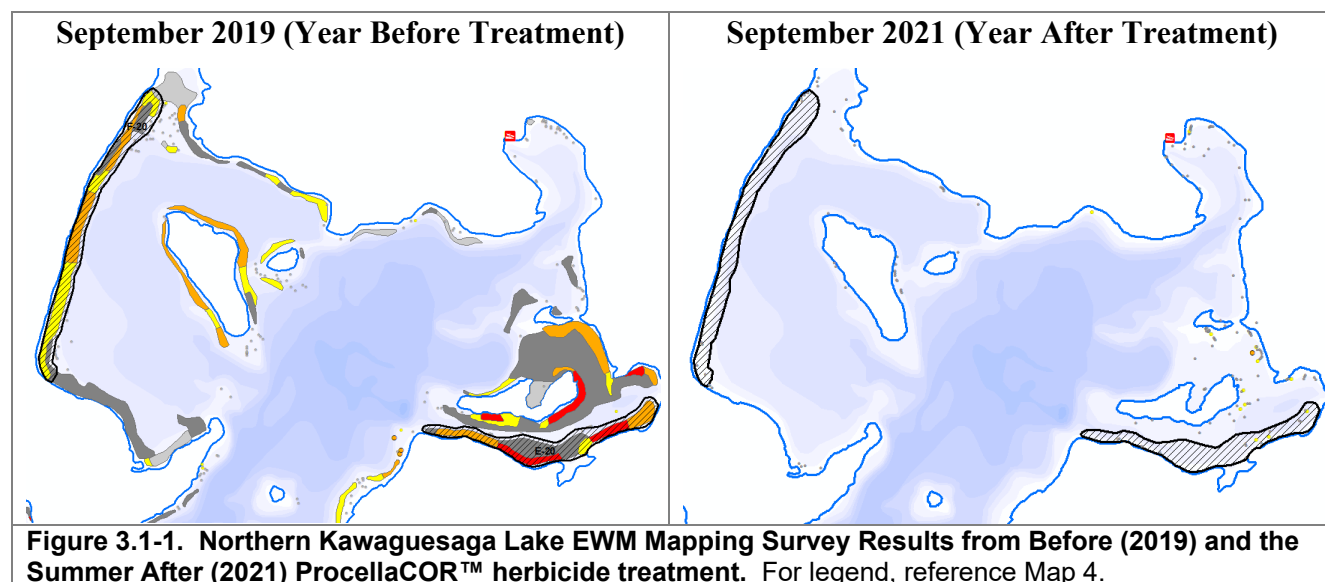 September 2019 (Year Before Treatment)
September 2021 (Year After Treatment)
F-20
E-20
Figure 3.1-1. Northern Kawaguesaga Lake EWM Mapping Survey Results from Before (2019) and the
Summer After (2021) ProcellaCOR™ herbicide treatment. For legend, reference Map 4.